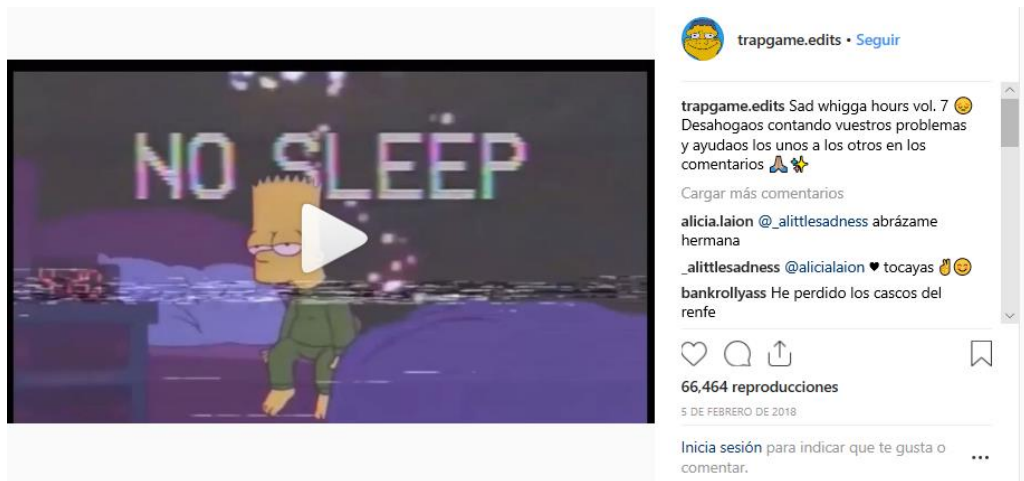 NO SLEEP
trapgame.edits • Seguir
trapgame.edits Sad whigga hours vol. 7 😞
Desahogaos contando vuestros problemas
y ayudaos los unos a los otros en los
comentarios 🙏🏽✨
Cargar más comentarios
alicia.laion @_alittlesadness abrázame
hermana
_alittlesadness @alicialaion ♥ tocayas ✌😊
bankrollyass He perdido los cascos del
renfe
66,464 reproducciones
5 DE FEBRERO DE 2018
Inicia sesión para indicar que te gusta o
comentar.